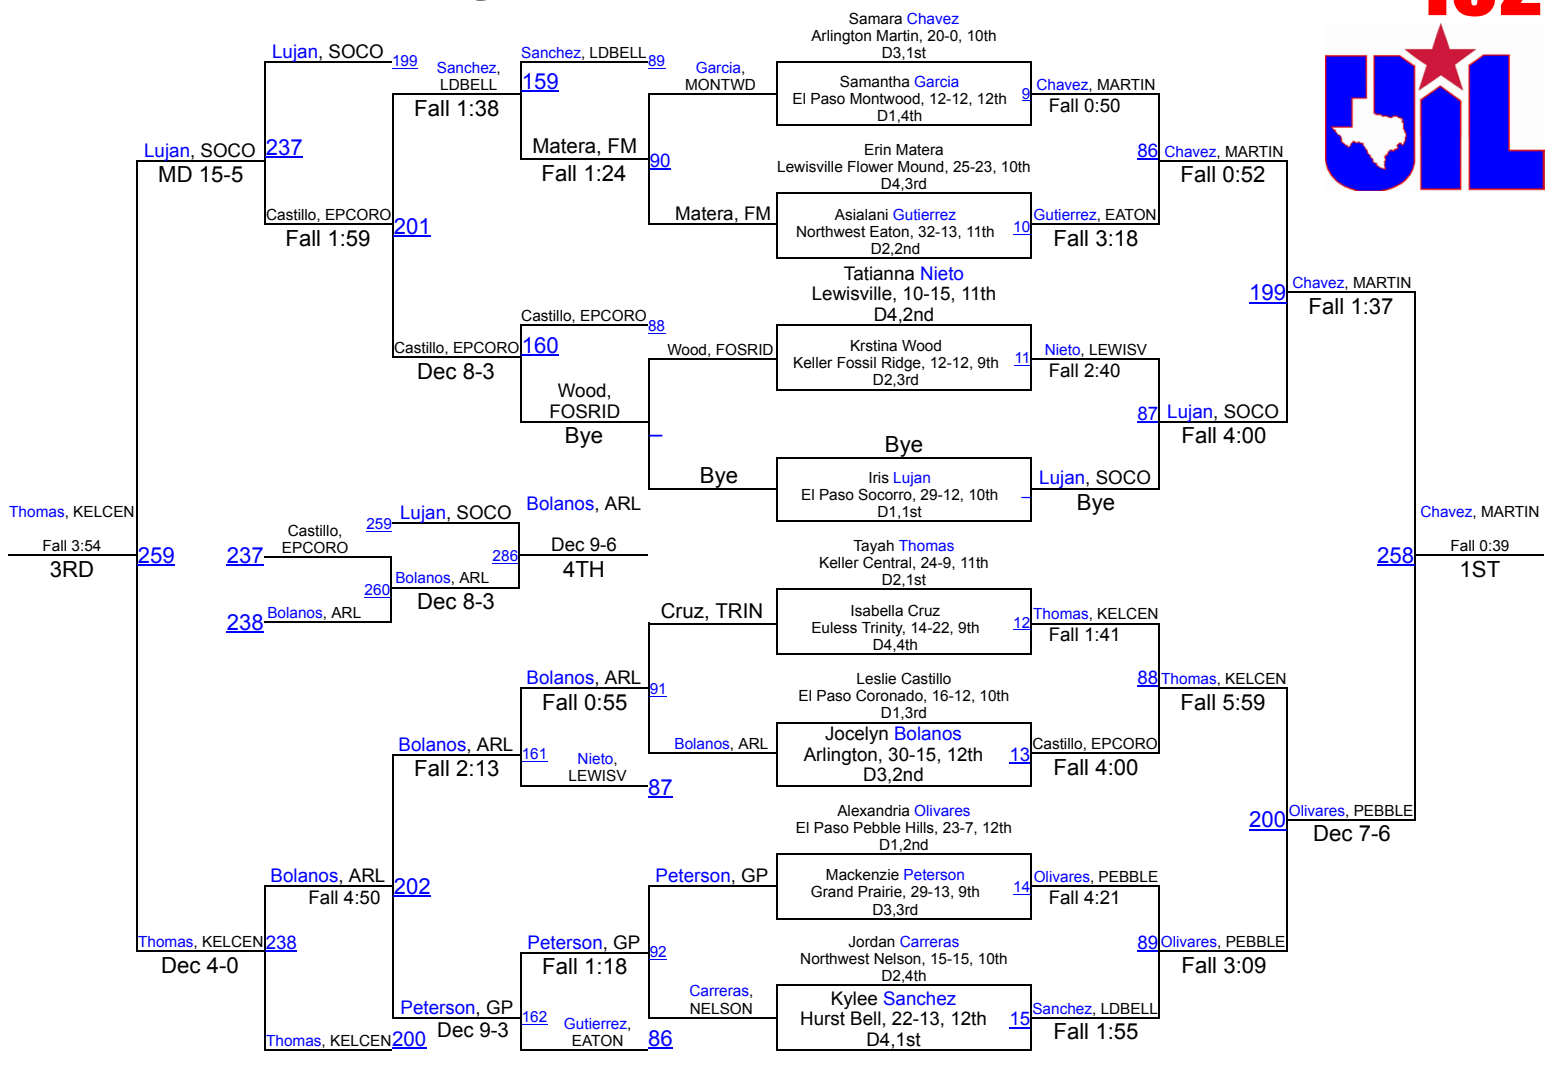 Samara Chavez
Arlington Martin, 20-0, 10th
D3,1st
Samantha Garcia
El Paso Montwood, 12-12, 12th
D1,4th
9
Erin Matera
Lewisville Flower Mound, 25-23, 10th
D4,3rd
Asialani Gutierrez
Northwest Eaton, 32-13, 11th
D2,2nd
10
Tatianna Nieto
Lewisville, 10-15, 11th
D4,2nd
Krstina Wood
Keller Fossil Ridge, 12-12, 9th
D2,3rd
11
Bye
Iris Lujan
El Paso Socorro, 29-12, 10th
D1,1st
Tayah Thomas
Keller Central, 24-9, 11th
D2,1st
Isabella Cruz
Euless Trinity, 14-22, 9th
D4,4th
12
Leslie Castillo
El Paso Coronado, 16-12, 10th
D1,3rd
Jocelyn Bolanos
Arlington, 30-15, 12th
D3,2nd
13
Alexandria Olivares
El Paso Pebble Hills, 23-7, 12th
D1,2nd
Mackenzie Peterson
Grand Prairie, 29-13, 9th
D3,3rd
14
Jordan Carreras
Northwest Nelson, 15-15, 10th
D2,4th
Kylee Sanchez
Hurst Bell, 22-13, 12th
D4,1st
15
Chavez, MARTIN
Fall 0:50
Gutierrez, EATON
Fall 3:18
Nieto, LEWISV
Fall 2:40
Lujan, SOCO
Bye
Thomas, KELCEN
Fall 1:41
Castillo, EPCORO
Fall 4:00
Olivares, PEBBLE
Fall 4:21
Sanchez, LDBELL
Fall 1:55
86
Chavez, MARTIN
Fall 0:52
87
Lujan, SOCO
Fall 4:00
88
Thomas, KELCEN
Fall 5:59
89
Olivares, PEBBLE
Fall 3:09
199
Chavez, MARTIN
Fall 1:37
200
Olivares, PEBBLE
Dec 7-6
258
Chavez, MARTIN
Fall 0:39
1ST
UIL
Garcia,
MONTWD
Matera, FM
Wood, FOSRID
Bye
Cruz, TRIN
Bolanos, ARL
Peterson, GP
Carreras,
NELSON
Sanchez, LDBELL
89
Matera, FM
Fall 1:24
90
Castillo, EPCORO
88
Wood,
FOSRID
Bye
Bolanos, ARL
Fall 0:55
91
Nieto,
LEWISV
87
Peterson, GP
Fall 1:18
92
Gutierrez,
EATON
86
Sanchez,
LDBELL
Fall 1:38
159
Castillo, EPCORO
Dec 8-3
160
Bolanos, ARL
Fall 2:13
161
Peterson, GP
Dec 9-3
162
Lujan, SOCO
199
Castillo, EPCORO
Fall 1:59
201
Bolanos, ARL
Fall 4:50
202
Thomas, KELCEN
200
Lujan, SOCO
MD 15-5
237
Thomas, KELCEN
Dec 4-0
238
Thomas, KELCEN
Fall 3:54
3RD
259
237
Castillo,
EPCORO
238
Bolanos, ARL
259
Lujan, SOCO
260
Bolanos, ARL
Dec 8-3
286
Bolanos, ARL
Dec 9-6
4TH